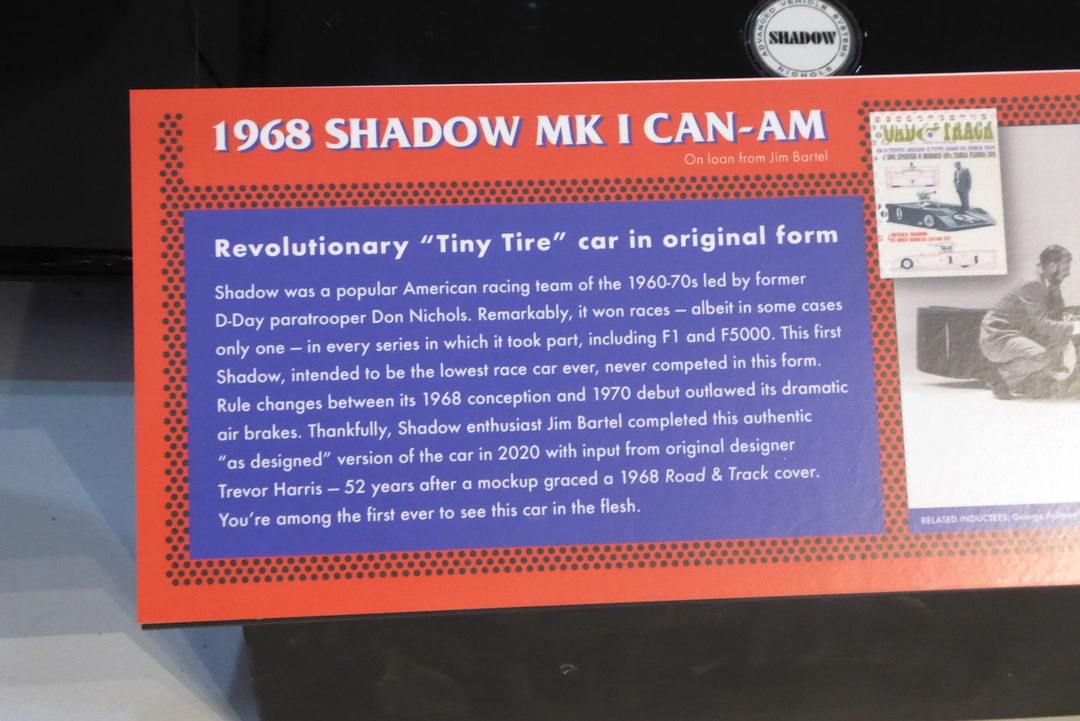 ADVANCED VEHICLE SYSTEMS
SHADOW
NICHOLS
1968 SHADOW MK I CAN-AM
On loan from Jim Bartel
Revolutionary “Tiny Tire” car in original form
Shadow was a popular American racing team of the 1960-70s led by former
D-Day paratrooper Don Nichols. Remarkably, it won races – albeit in some cases
only one – in every series in which it took part, including F1 and F5000. This first
Shadow, intended to be the lowest race car ever, never competed in this form.
Rule changes between its 1968 conception and 1970 debut outlawed its dramatic
air brakes. Thankfully, Shadow enthusiast Jim Bartel completed this authentic
“as designed” version of the car in 2020 with input from original designer
Trevor Harris – 52 years after a mockup graced a 1968 Road & Track cover.
You’re among the first ever to see this car in the flesh.
ROAD & TRACK
RELATED INDUCTEES: George